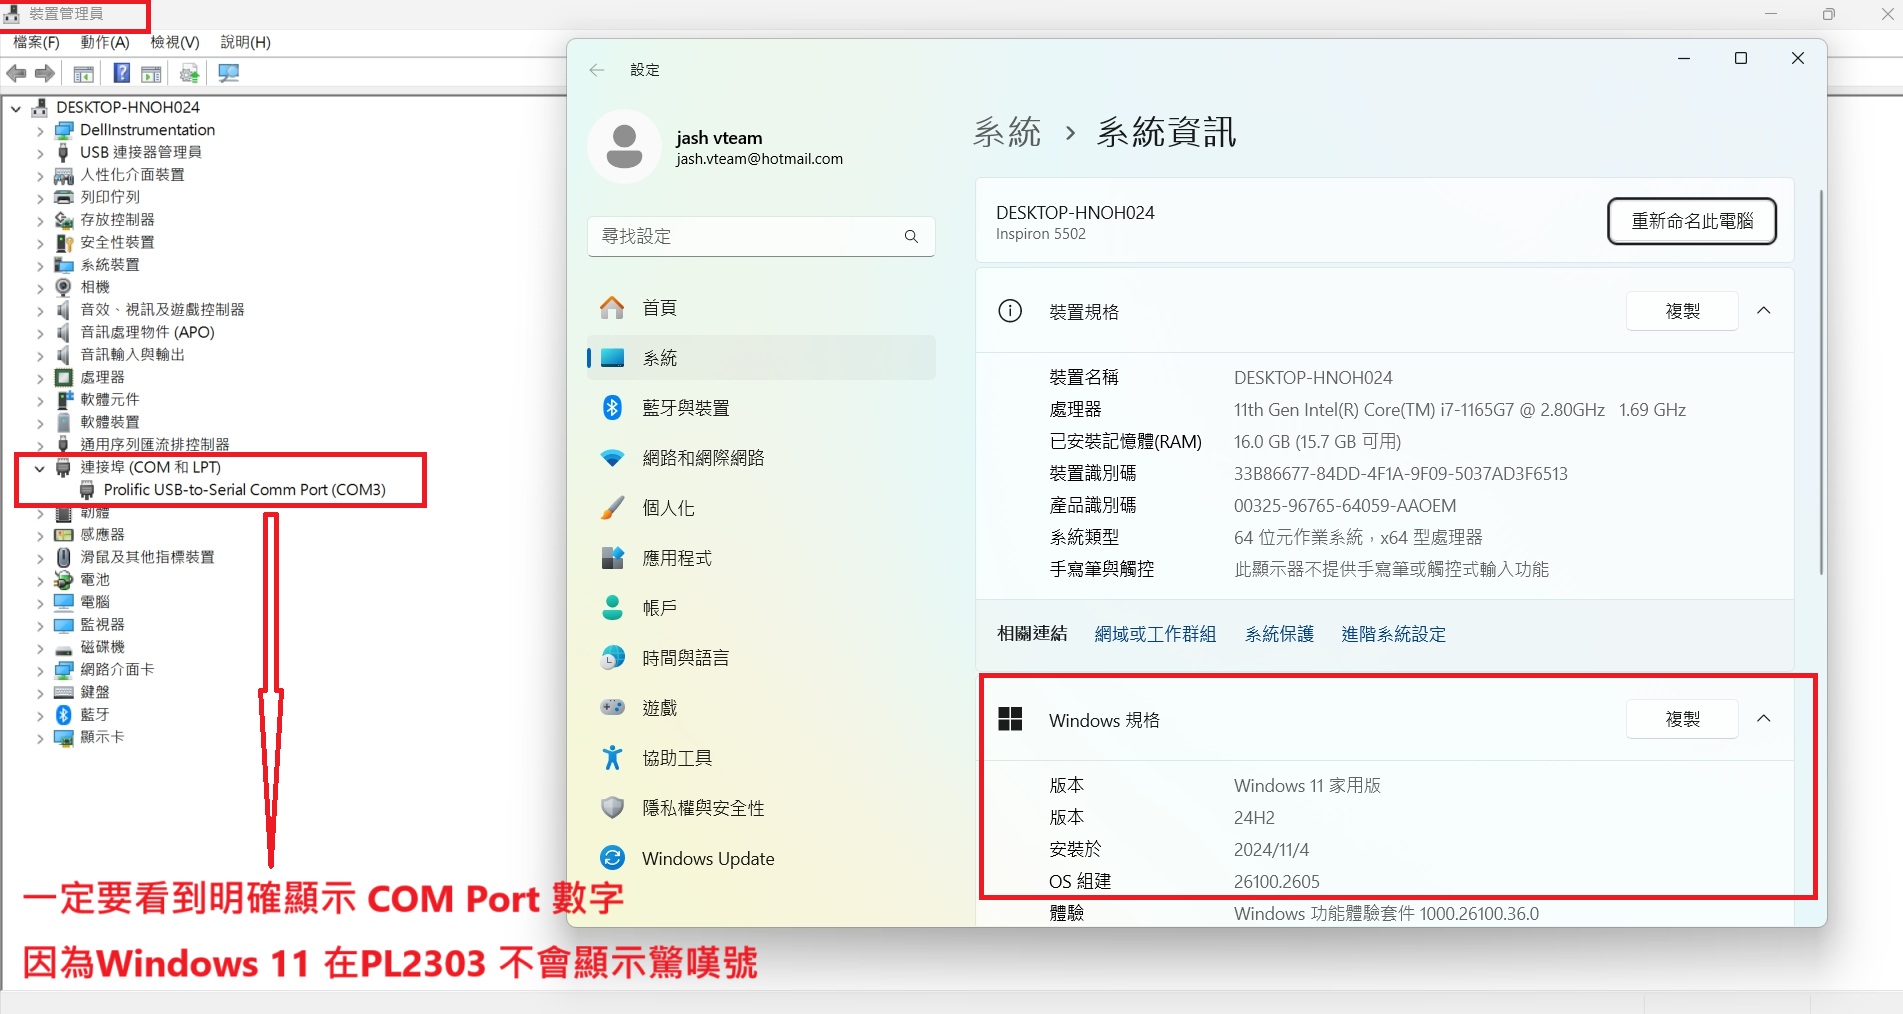 裝置管理員
檔案(F) 動作(A) 檢視(V) 說明(H)
DESKTOP-HNOH024
DellInstrumentation
USB 連接器管理員
人性化介面裝置
列印佇列
存放控制器
安全性裝置
系統裝置
相機
音效、視訊及遊戲控制器
音訊處理物件 (APO)
音訊輸入與輸出
處理器
軟體元件
軟體裝置
通用序列匯流排控制器
連接埠 (COM 和 LPT)
Prolific USB-to-Serial Comm Port (COM3)
韌體
感應器
滑鼠及其他指標裝置
電池
電腦
監視器
磁碟機
網路介面卡
鍵盤
藍牙
顯示卡
一定要看到明確顯示 COM Port 數字
因為Windows 11 在PL2303 不會顯示驚嘆號
設定
jash vteam
jash.vteam@hotmail.com
尋找設定
首頁
系統
藍牙與裝置
網路和網際網路
個人化
應用程式
帳戶
時間與語言
遊戲
協助工具
隱私權與安全性
Windows Update
系統 › 系統資訊
DESKTOP-HNOH024
Inspiron 5502
重新命名此電腦
裝置規格 複製
裝置名稱 DESKTOP-HNOH024
處理器 11th Gen Intel(R) Core(TM) i7-1165G7 @ 2.80GHz 1.69 GHz
已安裝記憶體(RAM) 16.0 GB (15.7 GB 可用)
裝置識別碼 33B86677-84DD-4F1A-9F09-5037AD3F6513
產品識別碼 00325-96765-64059-AAOEM
系統類型 64 位元作業系統，x64 型處理器
手寫筆與觸控 此顯示器不提供手寫筆或觸控式輸入功能
相關連結 網域或工作群組 系統保護 進階系統設定
Windows 規格 複製
版本 Windows 11 家用版
版本 24H2
安裝於 2024/11/4
OS 組建 26100.2605
體驗 Windows 功能體驗套件 1000.26100.36.0